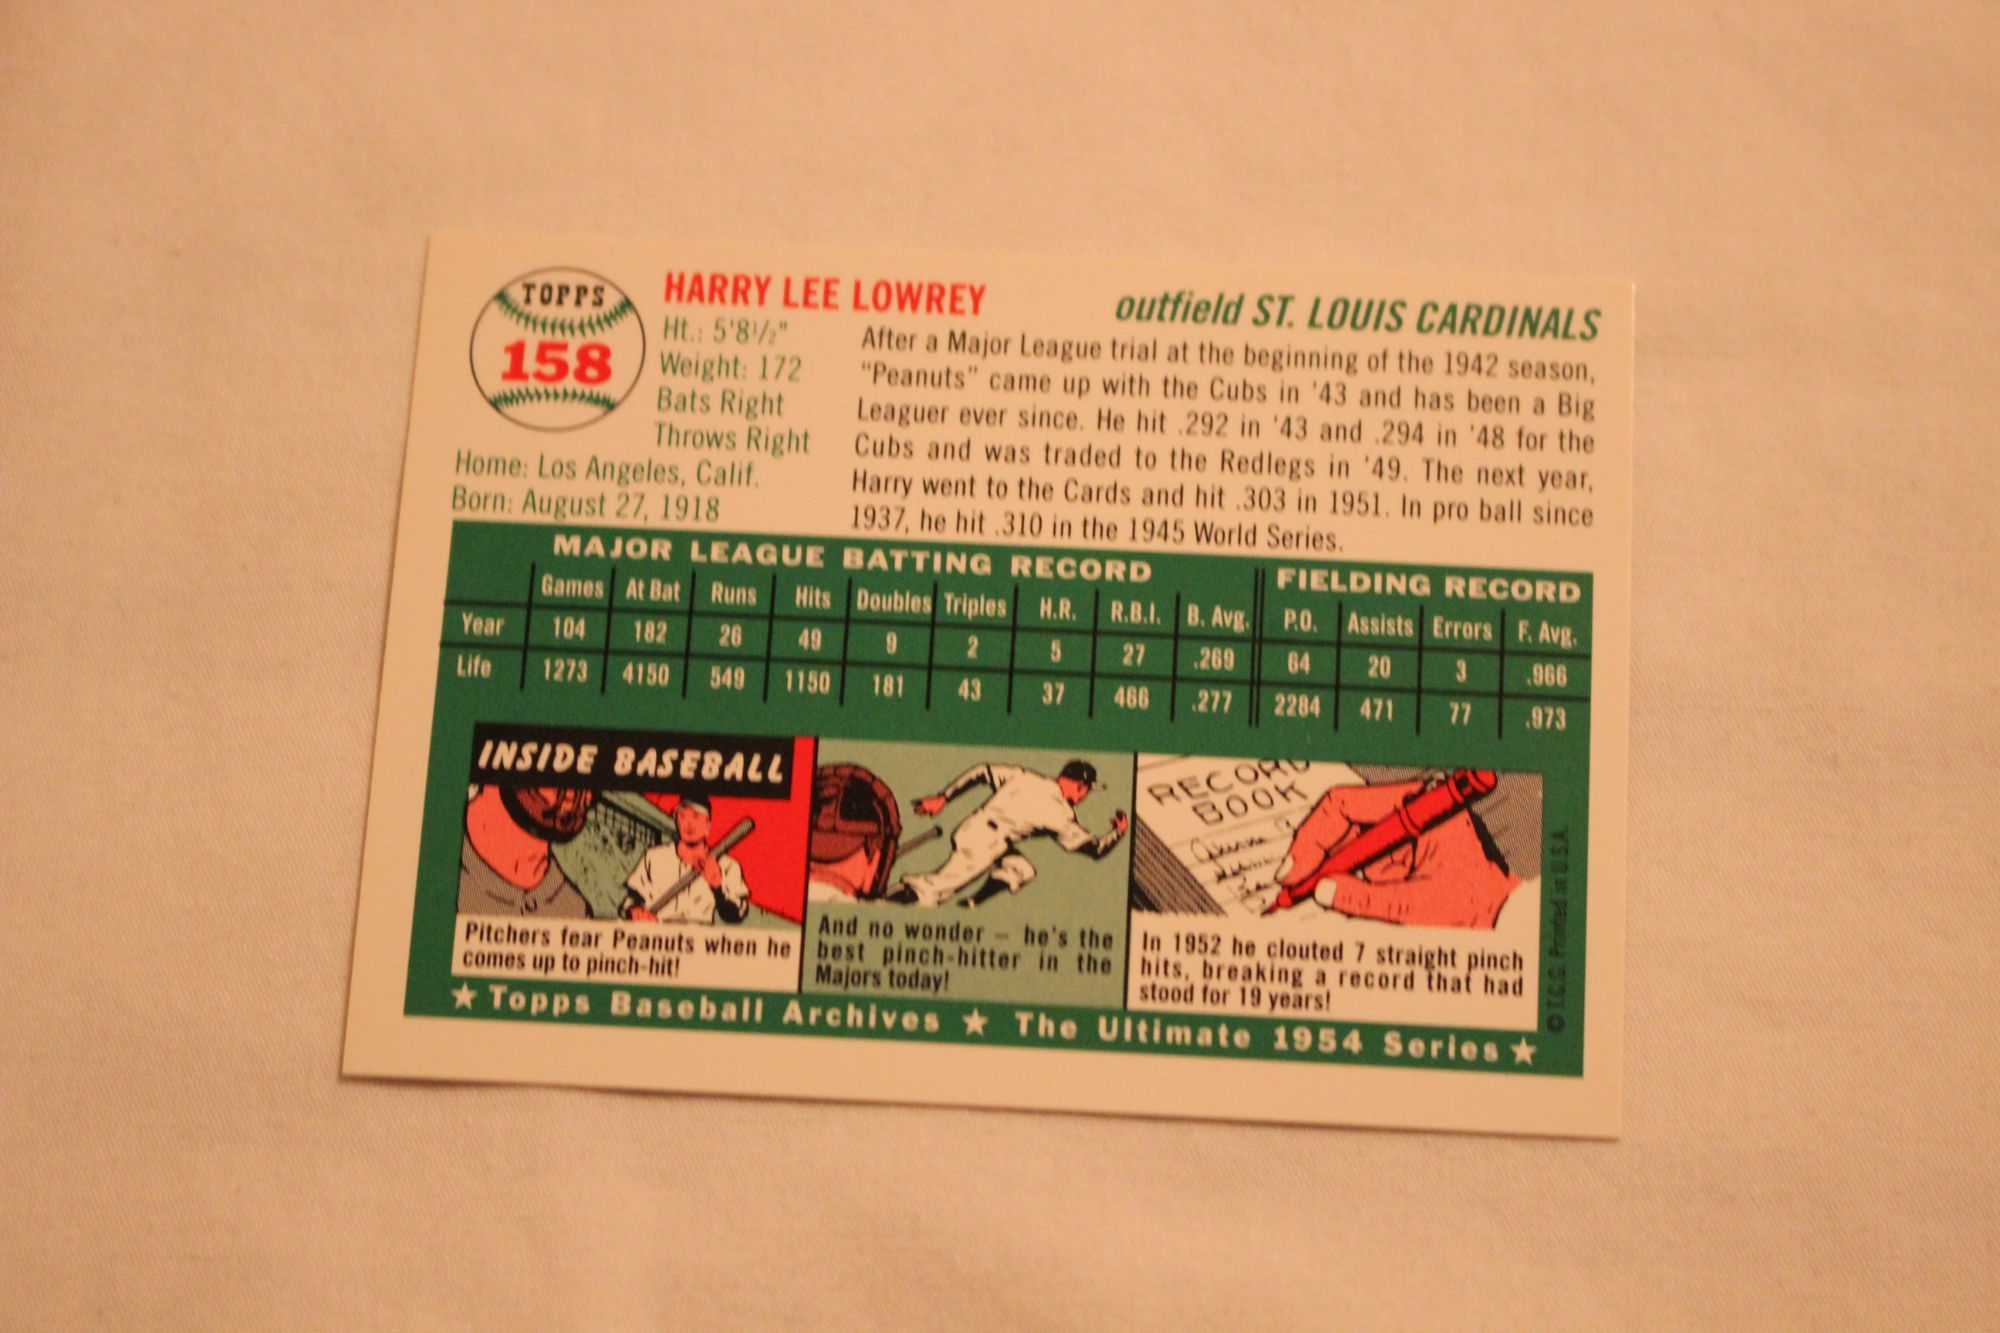 TOPPS
158
HARRY LEE LOWREY
Ht.: 5'8½"
Weight: 172
Bats Right
Throws Right
Home: Los Angeles, Calif.
Born: August 27, 1918
outfield ST. LOUIS CARDINALS
After a Major League trial at the beginning of the 1942 season,
"Peanuts" came up with the Cubs in '43 and has been a Big
Leaguer ever since. He hit .292 in '43 and .294 in '48 for the
Cubs and was traded to the Redlegs in '49. The next year,
Harry went to the Cards and hit .303 in 1951. In pro ball since
1937, he hit .310 in the 1945 World Series.
MAJOR LEAGUE BATTING RECORD FIELDING RECORD
Games At Bat Runs Hits Doubles Triples H.R. R.B.I. B. Avg. P.O. Assists Errors F. Avg.
Year 104 182 26 49 9 2 5 27 .269 64 20 3 .966
Life 1273 4150 549 1150 181 43 37 466 .277 2284 471 77 .973
INSIDE BASEBALL
Pitchers fear Peanuts when he
comes up to pinch-hit!
And no wonder – he's the
best pinch-hitter in the
Majors today!
RECORD
BOOK
In 1952 he clouted 7 straight pinch
hits, breaking a record that had
stood for 19 years!
© T.C.G. Printed in U.S.A.
★ Topps Baseball Archives ★ The Ultimate 1954 Series ★